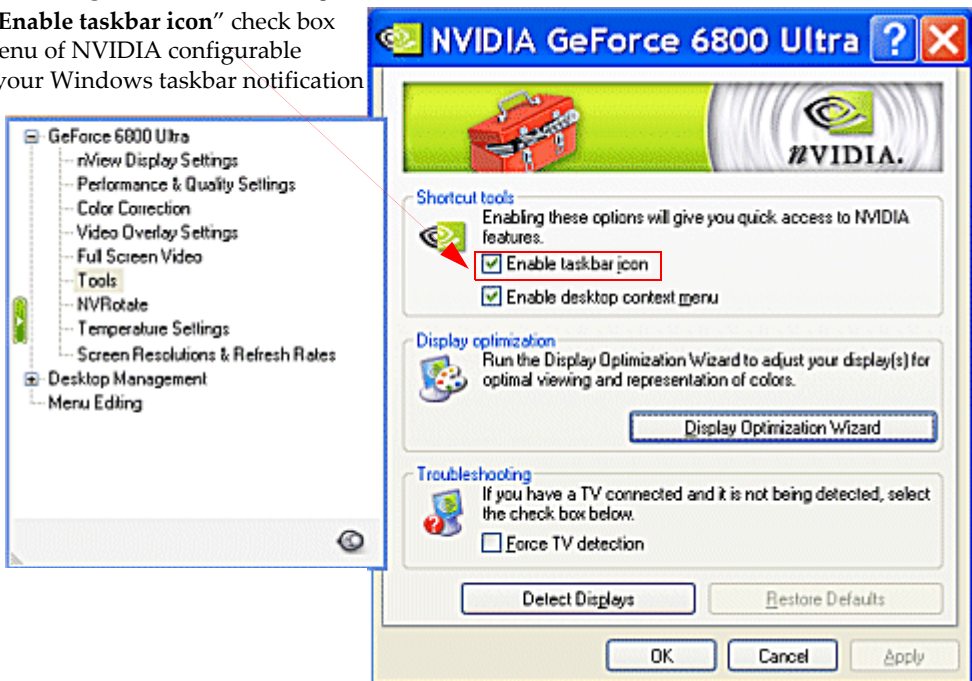 Enable taskbar icon” check box
enu of NVIDIA configurable
your Windows taskbar notification
GeForce 6800 Ultra
nView Display Settings
Performance & Quality Settings
Color Correction
Video Overlay Settings
Full Screen Video
Tools
NVRotate
Temperature Settings
Screen Resolutions & Refresh Rates
Desktop Management
Menu Editing
NVIDIA GeForce 6800 Ultra
nVIDIA.
Shortcut tools
Enabling these options will give you quick access to NVIDIA
features.
Enable taskbar icon
Enable desktop context menu
Display optimization
Run the Display Optimization Wizard to adjust your display(s) for
optimal viewing and representation of colors.
Display Optimization Wizard
Troubleshooting
If you have a TV connected and it is not being detected, select
the check box below.
Force TV detection
Detect Displays
Restore Defaults
OK
Cancel
Apply